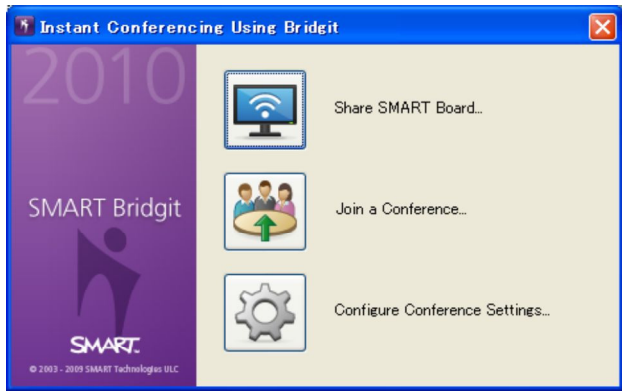 Instant Conferencing Using Bridgit
2010
SMART Bridgit
SMART™
© 2003 - 2009 SMART Technologies ULC
Share SMART Board...
Join a Conference...
Configure Conference Settings...